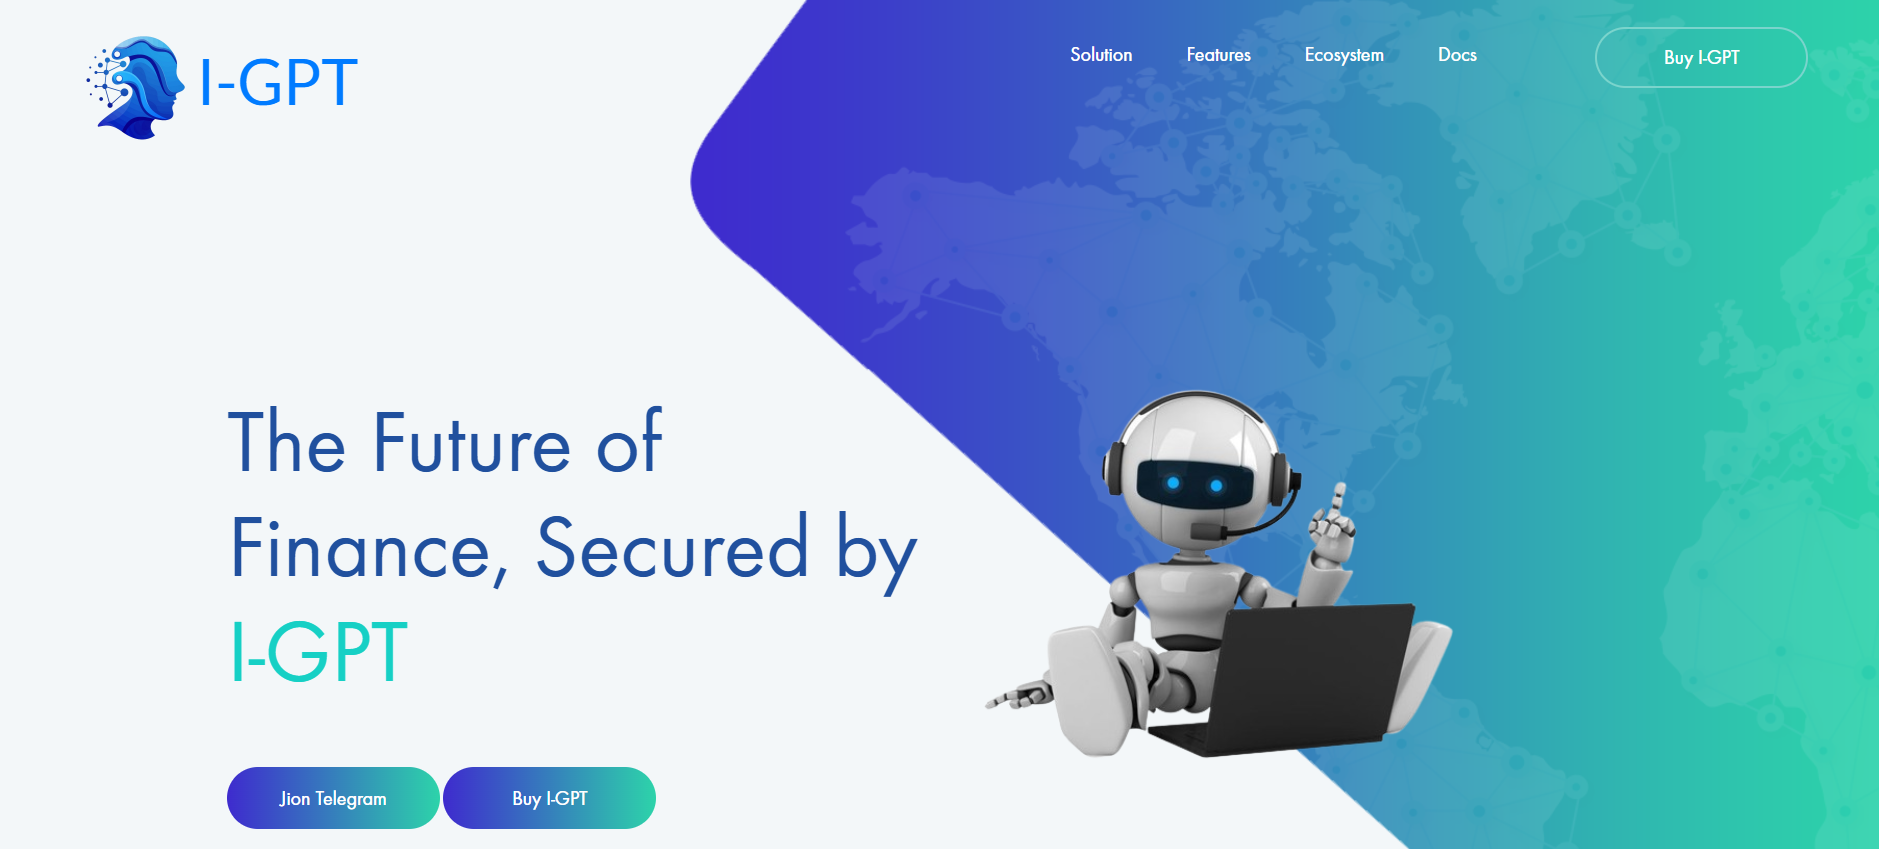 I-GPT
Solution
Features
Ecosystem
Docs
Buy I-GPT
The Future of
Finance, Secured by
I-GPT
Jion Telegram
Buy I-GPT